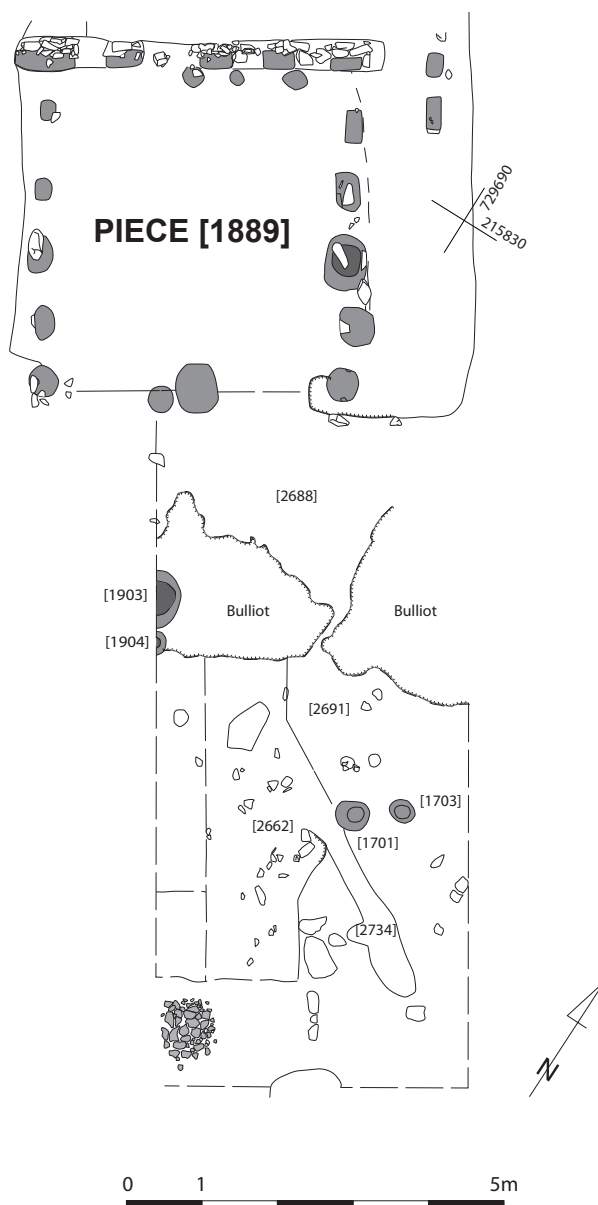 729690
215830
PIECE [1889]
[2688]
[1903]
Bulliot
Bulliot
[1904]
[2691]
[1703]
[2662]
[1701]
[2734]
N
0 1 5m